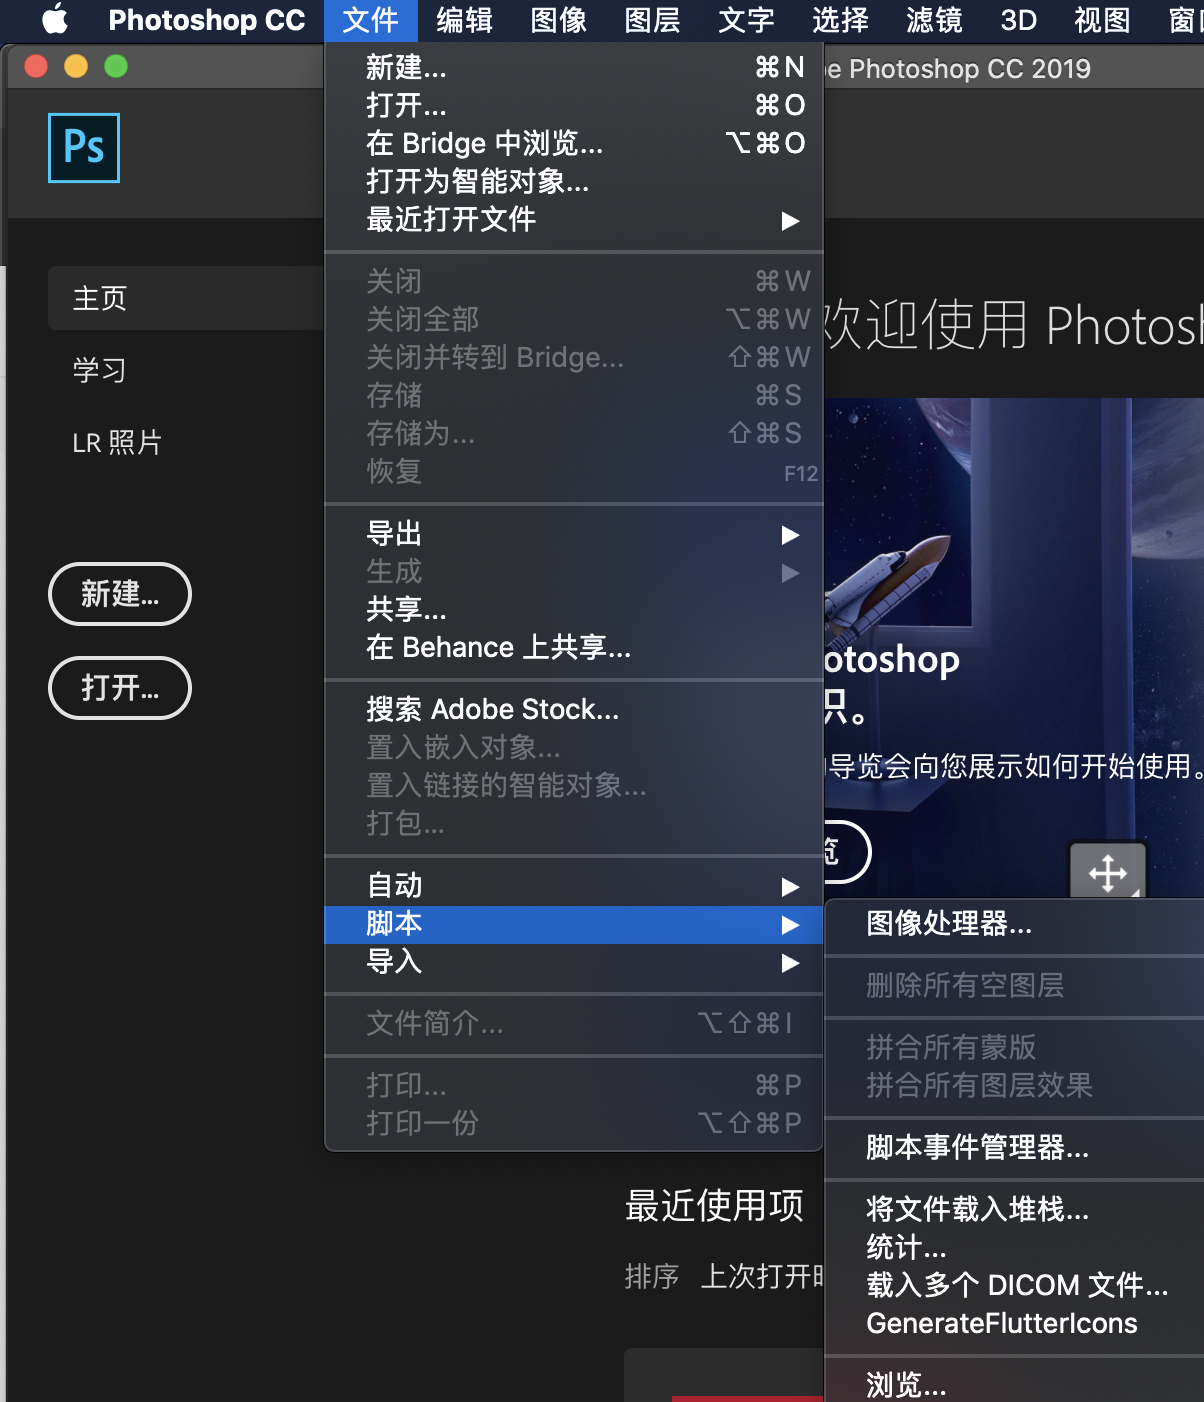 Photoshop CC 文件 编辑 图像 图层 文字 选择 滤镜 3D 视图
Photoshop CC 2019
Ps
主页
学习
LR 照片
新建...
打开...
新建... ⌘N
打开... ⌘O
在 Bridge 中浏览... ⌥⌘O
打开为智能对象...
最近打开文件
关闭 ⌘W
关闭全部 ⌥⌘W
关闭并转到 Bridge... ⇧⌘W
存储 ⌘S
存储为... ⇧⌘S
恢复 F12
导出
生成
共享...
在 Behance 上共享...
搜索 Adobe Stock...
置入嵌入对象...
置入链接的智能对象...
打包...
自动
脚本
导入
文件简介... ⌥⇧⌘I
打印... ⌘P
打印一份 ⌥⇧⌘P
欢迎使用 Photosh
otoshop
识。
导览会向您展示如何开始使用。
览
图像处理器...
删除所有空图层
拼合所有蒙版
拼合所有图层效果
脚本事件管理器...
将文件载入堆栈...
统计...
载入多个 DICOM 文件...
GenerateFlutterIcons
浏览...
最近使用项
排序 上次打开